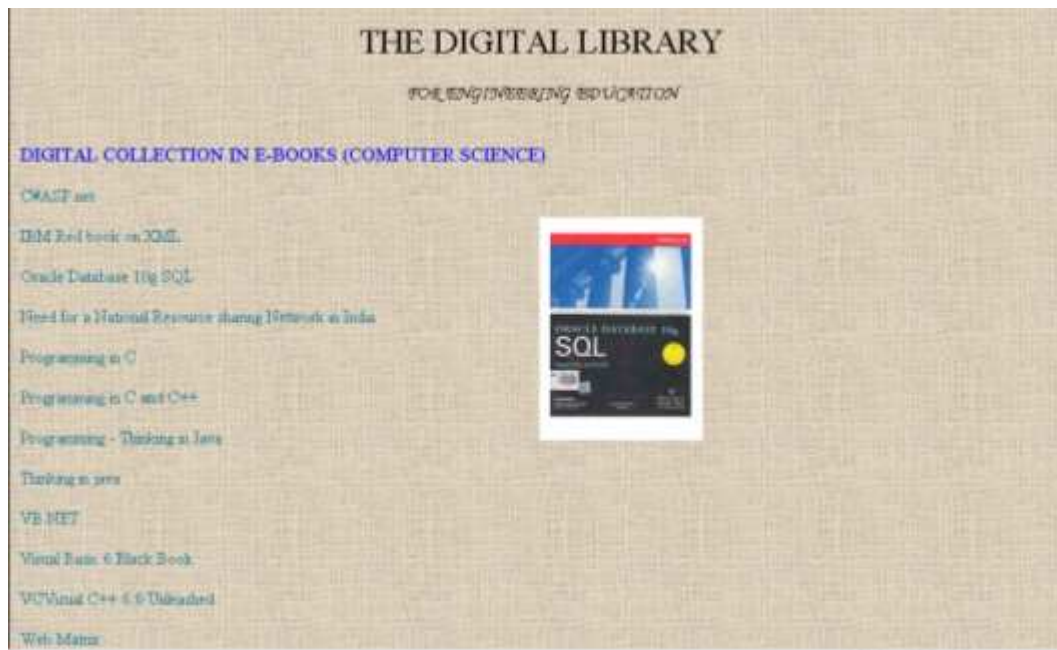 THE DIGITAL LIBRARY
FOR ENGINEERING EDUCATION
DIGITAL COLLECTION IN E-BOOKS (COMPUTER SCIENCE)
C#ASP.net
IBM Red book on XML
Oracle Database 10g SQL
Need for a National Resource sharing Network in India
Programming in C
Programming in C and C++
Programming - Thinking in Java
Thinking in java
VB.NET
Visual Basic 6 Black Book
VCVisual C++ 6.0 Unleashed
Web Matrix
ORACLE DATABASE 10g
SQL